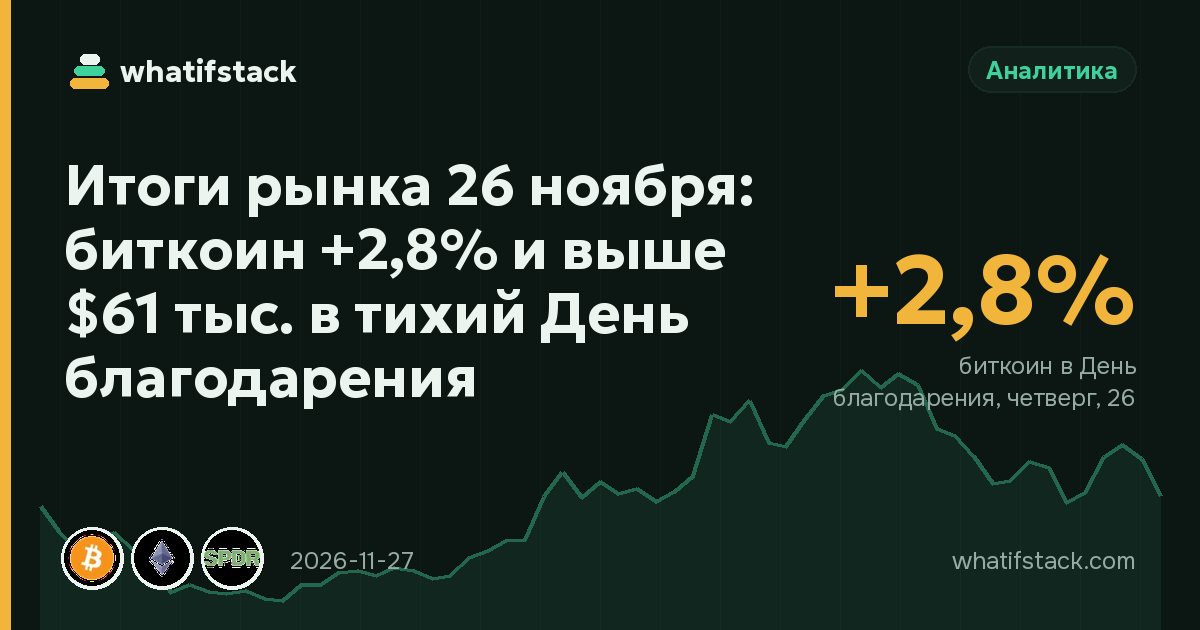 whatifstack
Аналитика
Итоги рынка 26 ноября:
биткоин +2,8% и выше
$61 тыс. в тихий День
благодарения
+2,8%
биткоин в День
благодарения, четверг, 26
SPDR
2026-11-27
whatifstack.com